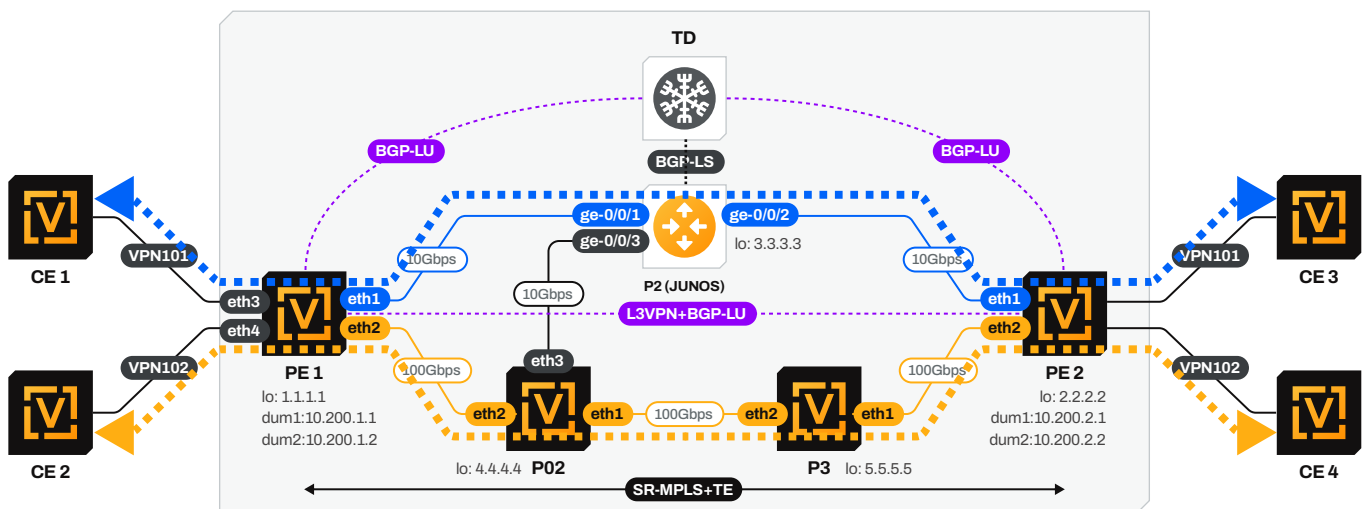 TD
BGP-LU
BGP-LU
BGP-LS
VPN101
CE 1
10Gbps
ge-0/0/1
ge-0/0/2
ge-0/0/3
lo: 3.3.3.3
10Gbps
VPN101
CE 3
eth3
eth1
eth4
eth2
10Gbps
P2 (JUNOS)
L3VPN+BGP-LU
eth1
eth2
VPN102
PE 1
100Gbps
eth3
100Gbps
PE 2
VPN102
lo: 1.1.1.1
dum1:10.200.1.1
dum2:10.200.1.2
lo: 2.2.2.2
dum1:10.200.2.1
dum2:10.200.2.2
V
V
V
V
V
V
V
V
eth2
eth1
100Gbps
eth2
eth1
CE 2
lo: 4.4.4.4
P02
P3
lo: 5.5.5.5
CE 4
SR-MPLS+TE